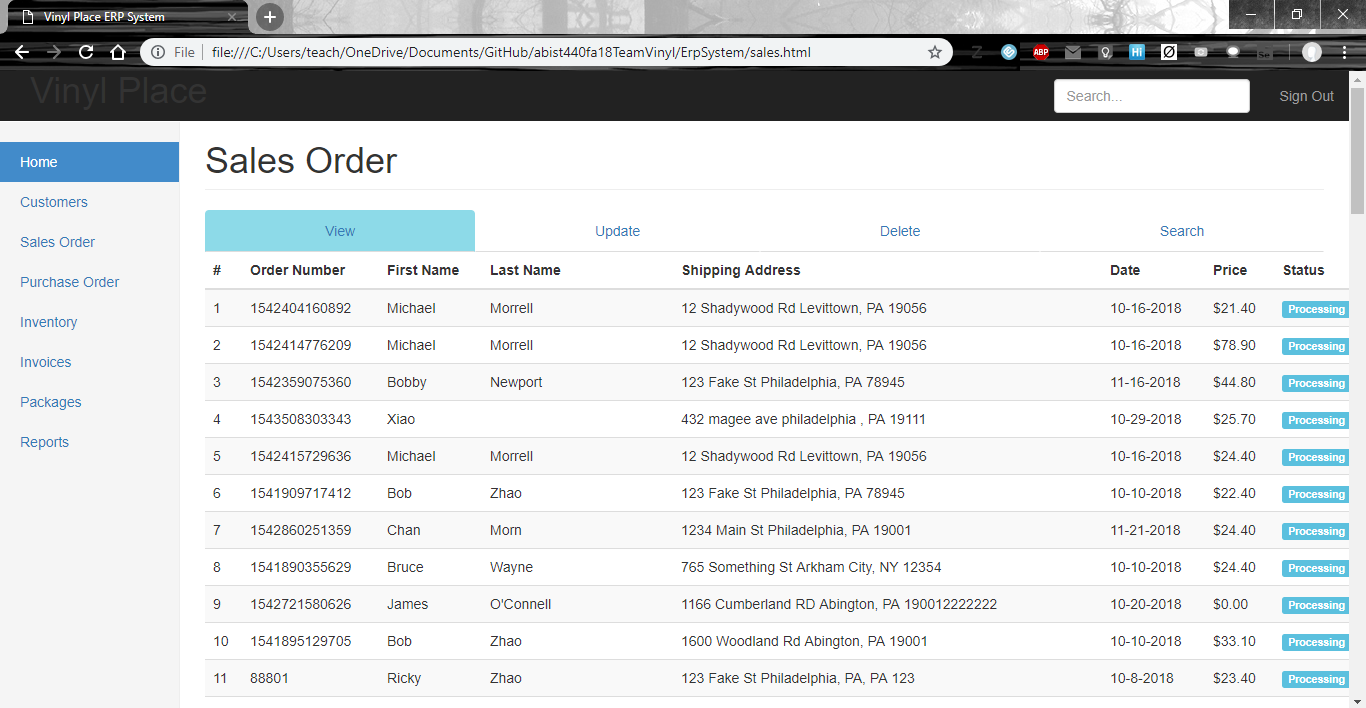 Vinyl Place ERP System
File file:///C:/Users/teach/OneDrive/Documents/GitHub/abist440fa18TeamVinyl/ErpSystem/sales.html
ABP
Hi
Vinyl Place Search... Sign Out
Home
Customers
Sales Order
Purchase Order
Inventory
Invoices
Packages
Reports
Sales Order
View Update Delete Search
# Order Number First Name Last Name Shipping Address Date Price Status
1 1542404160892 Michael Morrell 12 Shadywood Rd Levittown, PA 19056 10-16-2018 $21.40 Processing
2 1542414776209 Michael Morrell 12 Shadywood Rd Levittown, PA 19056 10-16-2018 $78.90 Processing
3 1542359075360 Bobby Newport 123 Fake St Philadelphia, PA 78945 11-16-2018 $44.80 Processing
4 1543508303343 Xiao 432 magee ave philadelphia , PA 19111 10-29-2018 $25.70 Processing
5 1542415729636 Michael Morrell 12 Shadywood Rd Levittown, PA 19056 10-16-2018 $24.40 Processing
6 1541909717412 Bob Zhao 123 Fake St Philadelphia, PA 78945 10-10-2018 $22.40 Processing
7 1542860251359 Chan Morn 1234 Main St Philadelphia, PA 19001 11-21-2018 $24.40 Processing
8 1541890355629 Bruce Wayne 765 Something St Arkham City, NY 12354 10-10-2018 $24.40 Processing
9 1542721580626 James O'Connell 1166 Cumberland RD Abington, PA 190012222222 10-20-2018 $0.00 Processing
10 1541895129705 Bob Zhao 1600 Woodland Rd Abington, PA 19001 10-10-2018 $33.10 Processing
11 88801 Ricky Zhao 123 Fake St Philadelphia, PA, PA 123 10-8-2018 $23.40 Processing